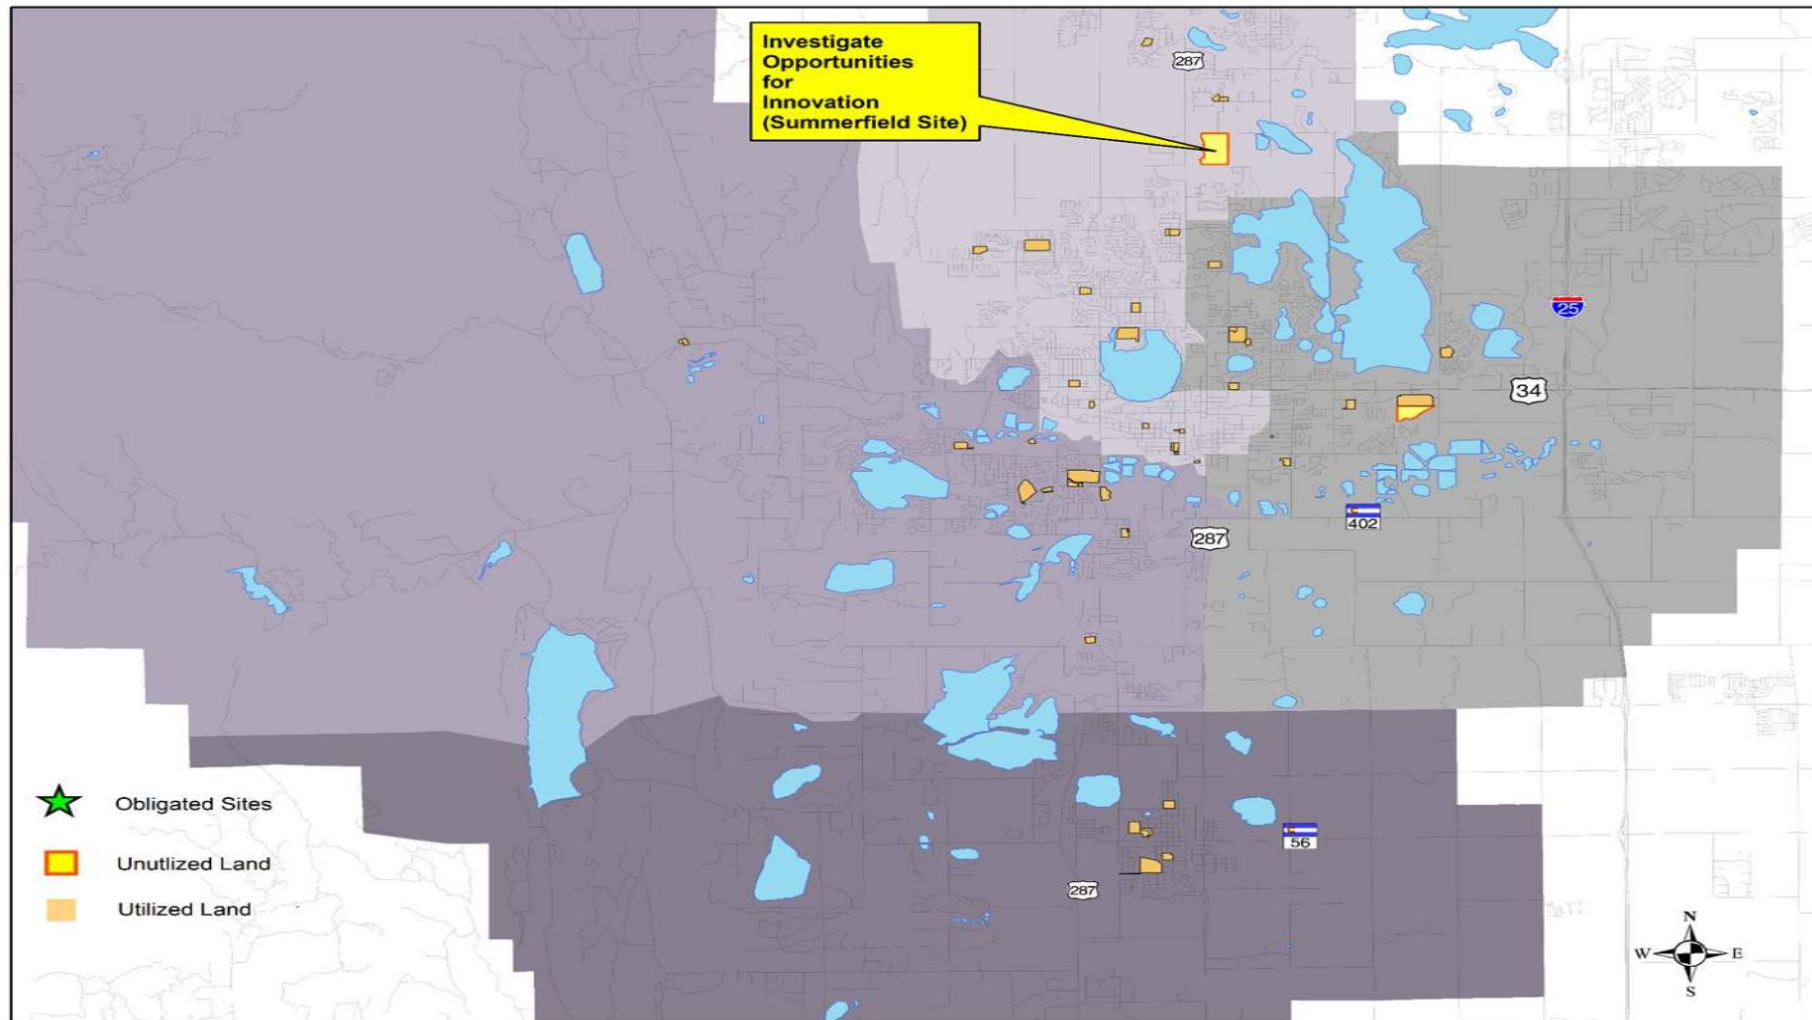 Investigate
Opportunities
for
Innovation
(Summerfield Site)
287
25
34
402
287
Obligated Sites
Unutlized Land
Utilized Land
56
287
N
W E
S